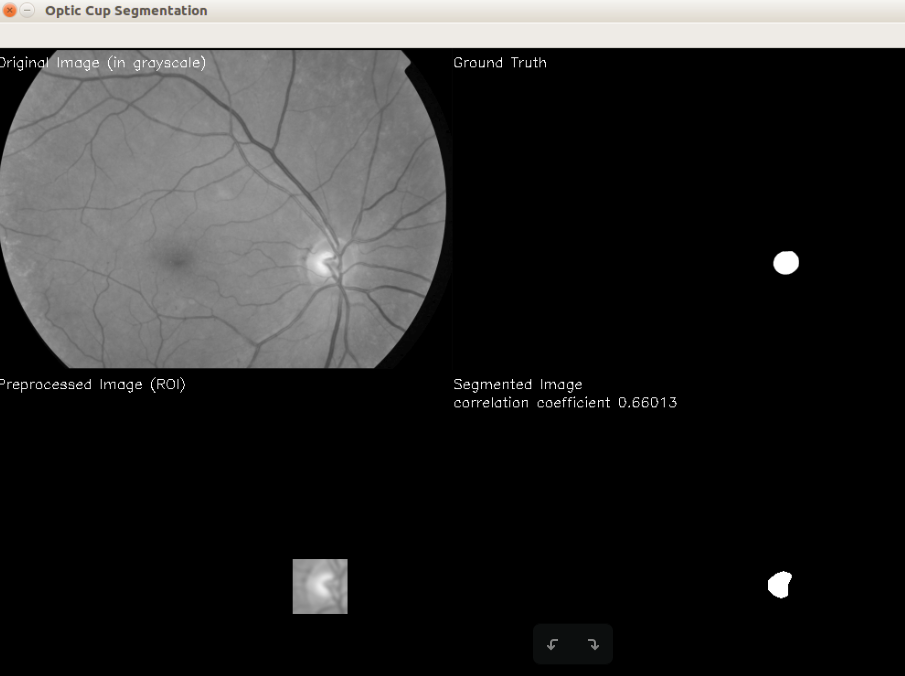 Optic Cup Segmentation
Original Image (in grayscale)
Ground Truth
Preprocessed Image (ROI)
Segmented Image
correlation coefficient 0.66013